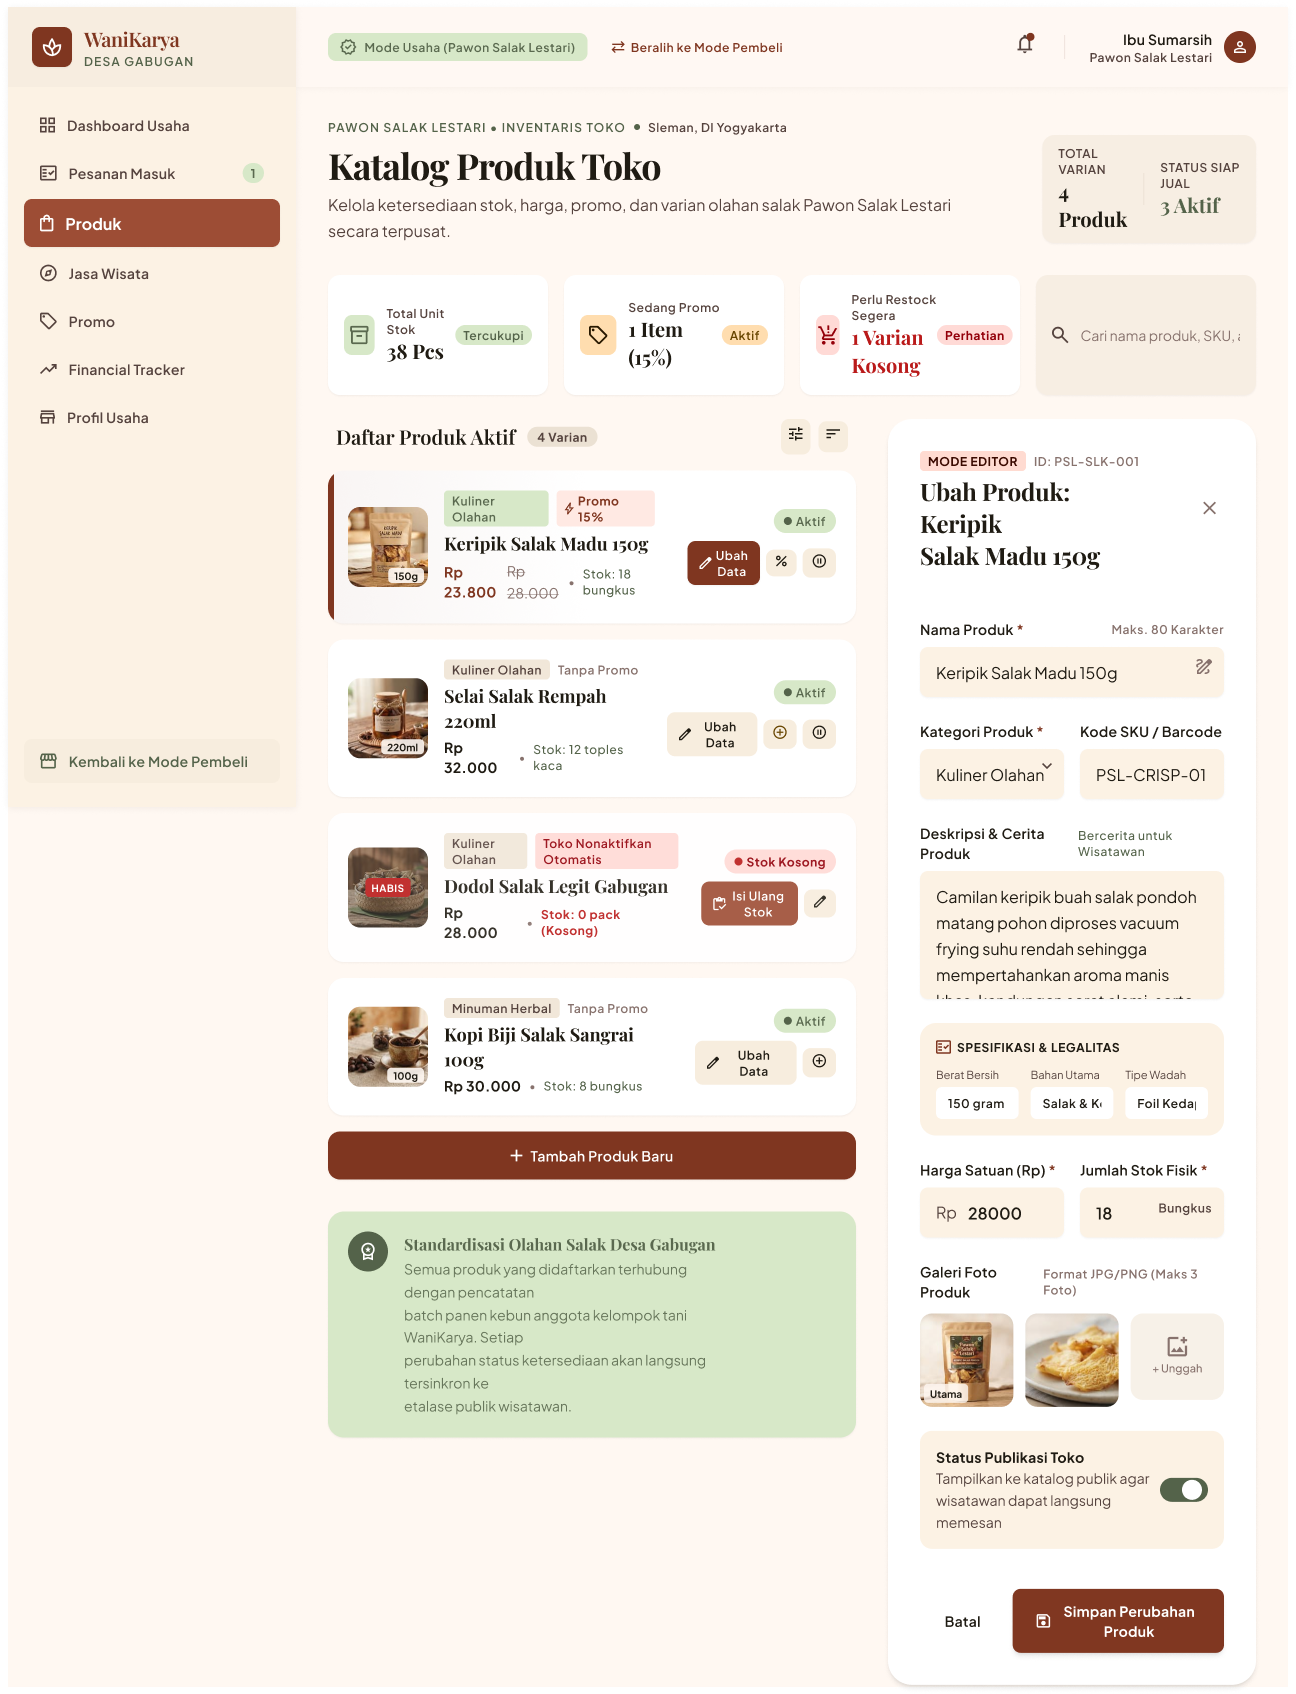 WaniKarya
DESA GABUGAN
Dashboard Usaha
Pesanan Masuk 1
Produk
Jasa Wisata
Promo
Financial Tracker
Profil Usaha
Kembali ke Mode Pembeli
Mode Usaha (Pawon Salak Lestari)
Beralih ke Mode Pembeli
Ibu Sumarsih
Pawon Salak Lestari
PAWON SALAK LESTARI • INVENTARIS TOKO • Sleman, DI Yogyakarta
Katalog Produk Toko
Kelola ketersediaan stok, harga, promo, dan varian olahan salak Pawon Salak Lestari
secara terpusat.
TOTAL
VARIAN
4
Produk
STATUS SIAP
JUAL
3 Aktif
Total Unit
Stok
38 Pcs
Tercukupi
Sedang Promo
1 Item
(15%)
Aktif
Perlu Restock
Segera
1 Varian
Kosong
Perhatian
Cari nama produk, SKU,
Daftar Produk Aktif 4 Varian
150g
Kuliner
Olahan
Promo
15%
Keripik Salak Madu 150g
Rp
23.800
Rp
28.000
• Stok: 18
bungkus
Aktif
Ubah
Data
%
220ml
Kuliner Olahan Tanpa Promo
Selai Salak Rempah
220ml
Rp
32.000
• Stok: 12 toples
kaca
Aktif
Ubah
Data
HABIS
Kuliner
Olahan
Toko Nonaktifkan
Otomatis
Dodol Salak Legit Gabugan
Rp
28.000
• Stok: 0 pack
(Kosong)
Stok Kosong
Isi Ulang
Stok
100g
Minuman Herbal Tanpa Promo
Kopi Biji Salak Sangrai
100g
Rp 30.000 • Stok: 8 bungkus
Aktif
Ubah
Data
+ Tambah Produk Baru
Standardisasi Olahan Salak Desa Gabugan
Semua produk yang didaftarkan terhubung
dengan pencatatan
batch panen kebun anggota kelompok tani
WaniKarya. Setiap
perubahan status ketersediaan akan langsung
tersinkron ke
etalase publik wisatawan.
MODE EDITOR ID: PSL-SLK-001
Ubah Produk:
Keripik
Salak Madu 150g
Nama Produk * Maks. 80 Karakter
Keripik Salak Madu 150g
Kategori Produk *
Kuliner Olahan
Kode SKU / Barcode
PSL-CRISP-01
Deskripsi & Cerita
Produk
Bercerita untuk
Wisatawan
Camilan keripik buah salak pondoh
matang pohon diproses vacuum
frying suhu rendah sehingga
mempertahankan aroma manis
SPESIFIKASI & LEGALITAS
Berat Bersih
150 gram
Bahan Utama
Salak &
Tipe Wadah
Foil
Harga Satuan (Rp) *
Rp 28000
Jumlah Stok Fisik *
18 Bungkus
Galeri Foto
Produk
Format JPG/PNG (Maks 3
Foto)
Utama
+ Unggah
Status Publikasi Toko
Tampilkan ke katalog publik agar
wisatawan dapat langsung
memesan
Batal
Simpan Perubahan
Produk